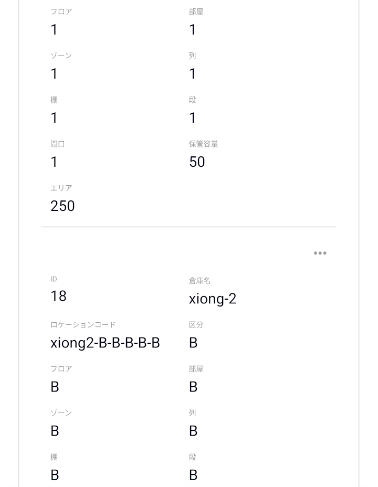 フロア 部屋
1 1
ゾーン 列
1 1
棚 段
1 1
間口 保管容量
1 50
エリア
250
•••
ID 倉庫名
18 xiong-2
ロケーションコード 区分
xiong2-B-B-B-B-B B
フロア 部屋
B B
ゾーン 列
B B
棚 段
B B